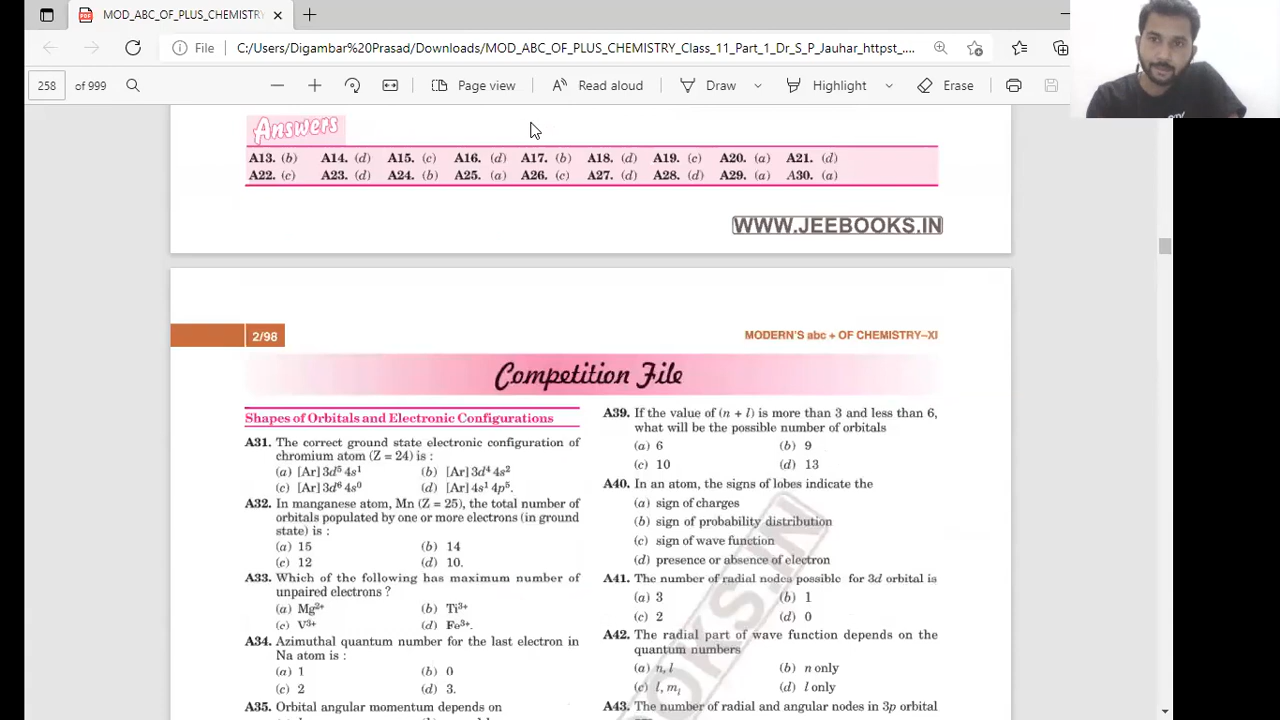 MOD_ABC_OF_PLUS_CHEMISTRY
File
C:/Users/Digambar%20Prasad/Downloads/MOD_ABC_OF_PLUS_CHEMISTRY_Class_11_Part_1_Dr_S_P_Jauhar_httpst_....
258 of 999
Page view
Read aloud
Draw
Highlight
Erase
Answers
A13. (b) A14. (d) A15. (c) A16. (d) A17. (b) A18. (d) A19. (c) A20. (a) A21. (d)
A22. (c) A23. (d) A24. (b) A25. (a) A26. (c) A27. (d) A28. (d) A29. (a) A30. (a)
WWW.JEEBOOKS.IN
2/98
MODERN'S abc + OF CHEMISTRY–XI
Competition File
Shapes of Orbitals and Electronic Configurations
A31. The correct ground state electronic configuration of
chromium atom (Z = 24) is :
(a) [Ar] 3d⁵ 4s¹ (b) [Ar] 3d⁴ 4s²
(c) [Ar] 3d⁶ 4s⁰ (d) [Ar] 4s¹ 4p⁵.
A32. In manganese atom, Mn (Z = 25), the total number of
orbitals populated by one or more electrons (in ground
state) is :
(a) 15 (b) 14
(c) 12 (d) 10.
A33. Which of the following has maximum number of
unpaired electrons ?
(a) Mg²⁺ (b) Ti³⁺
(c) V³⁺ (d) Fe³⁺.
A34. Azimuthal quantum number for the last electron in
Na atom is :
(a) 1 (b) 0
(c) 2 (d) 3.
A35. Orbital angular momentum depends on
A39. If the value of (n + l) is more than 3 and less than 6,
what will be the possible number of orbitals
(a) 6 (b) 9
(c) 10 (d) 13
A40. In an atom, the signs of lobes indicate the
(a) sign of charges
(b) sign of probability distribution
(c) sign of wave function
(d) presence or absence of electron
A41. The number of radial nodes possible for 3d orbital is
(a) 3 (b) 1
(c) 2 (d) 0
A42. The radial part of wave function depends on the
quantum numbers
(a) n, l (b) n only
(c) l, mₗ (d) l only
A43. The number of radial and angular nodes in 3p orbital
OOKS.IN